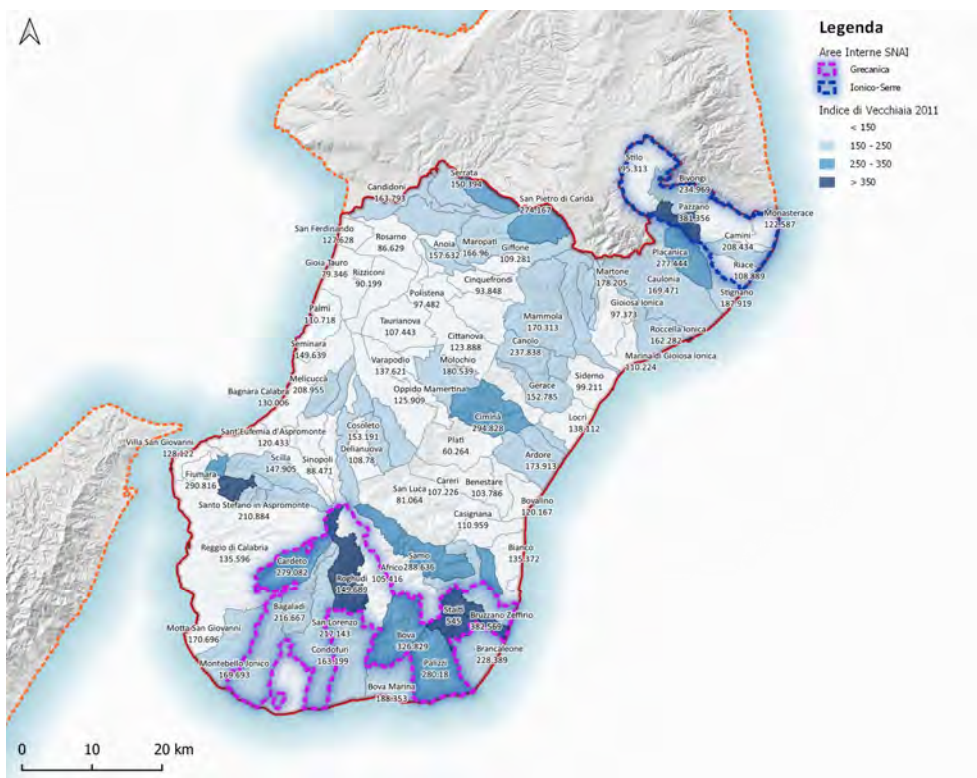 Legenda
Aree Interne SNAI
Grecanica
Ionico-Serre
Indice di Vecchiaia 2011
< 150
150 - 250
250 - 350
> 350
Stilo
Bivongi
234.969
Pazzano
381.356
Monasterace
122.587
Camini
208.434
Riace
108.889
Placanica
277.444
Caulonia
169.471
Stignano
187.919
Serrata
150.394
Candidoni
163.793
San Pietro di Caridà
274.167
San Ferdinando
127.628
Rosarno
86.629
Anoia
157.632
Maropati
166.96
Giffone
109.281
Martone
178.205
Gioiosa Ionica
97.373
Gioia Tauro
79.346
Rizziconi
90.199
Cinquefrondi
93.848
Polistena
97.482
Roccella Ionica
162.282
Palmi
110.718
Taurianova
107.443
Mammola
170.313
Cittanova
123.888
Canolo
237.838
Marinaldi Gioiosa Ionica
110.224
Seminara
149.639
Varapodio
137.621
Molochio
180.539
Siderno
99.211
Melicuccà
208.955
Oppido Mamertina
125.909
Gerace
152.785
Bagnara Calabra
130.006
Ciminà
294.828
Locri
138.112
Sant'Eufemia d'Aspromonte
120.433
Cosoleto
153.191
Villa San Giovanni
128.122
Delianuova
108.78
Platì
60.264
Ardore
173.913
Scilla
147.905
Sinopoli
88.471
Fiumara
290.816
Careri
107.226
Benestare
103.786
San Luca
81.064
Santo Stefano in Aspromonte
210.884
Bovalino
120.167
Casignana
110.959
Reggio di Calabria
135.596
Bianco
135.372
Cardeto
279.082
Samo
288.636
Africo
105.416
Roghudi
149.689
Bagaladi
216.667
San Lorenzo
217.143
Staiti
545
Bruzzano Zeffirio
382.569
Motta San Giovanni
170.696
Condofuri
163.199
Bova
326.829
Brancaleone
228.389
Montebello Ionico
169.693
Palizzi
280.18
Bova Marina
188.353
0 10 20 km